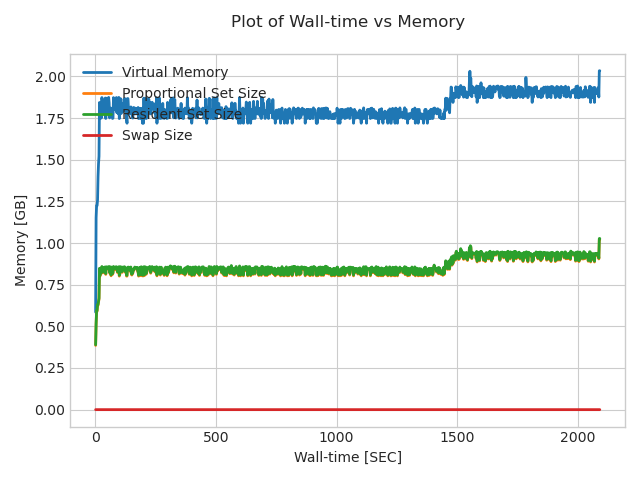 Plot of Wall-time vs Memory
Virtual Memory
Proportional Set Size
Resident Set Size
Swap Size
2.00
1.75
1.50
1.25
1.00
0.75
0.50
0.25
0.00
Memory [GB]
0 500 1000 1500 2000
Wall-time [SEC]